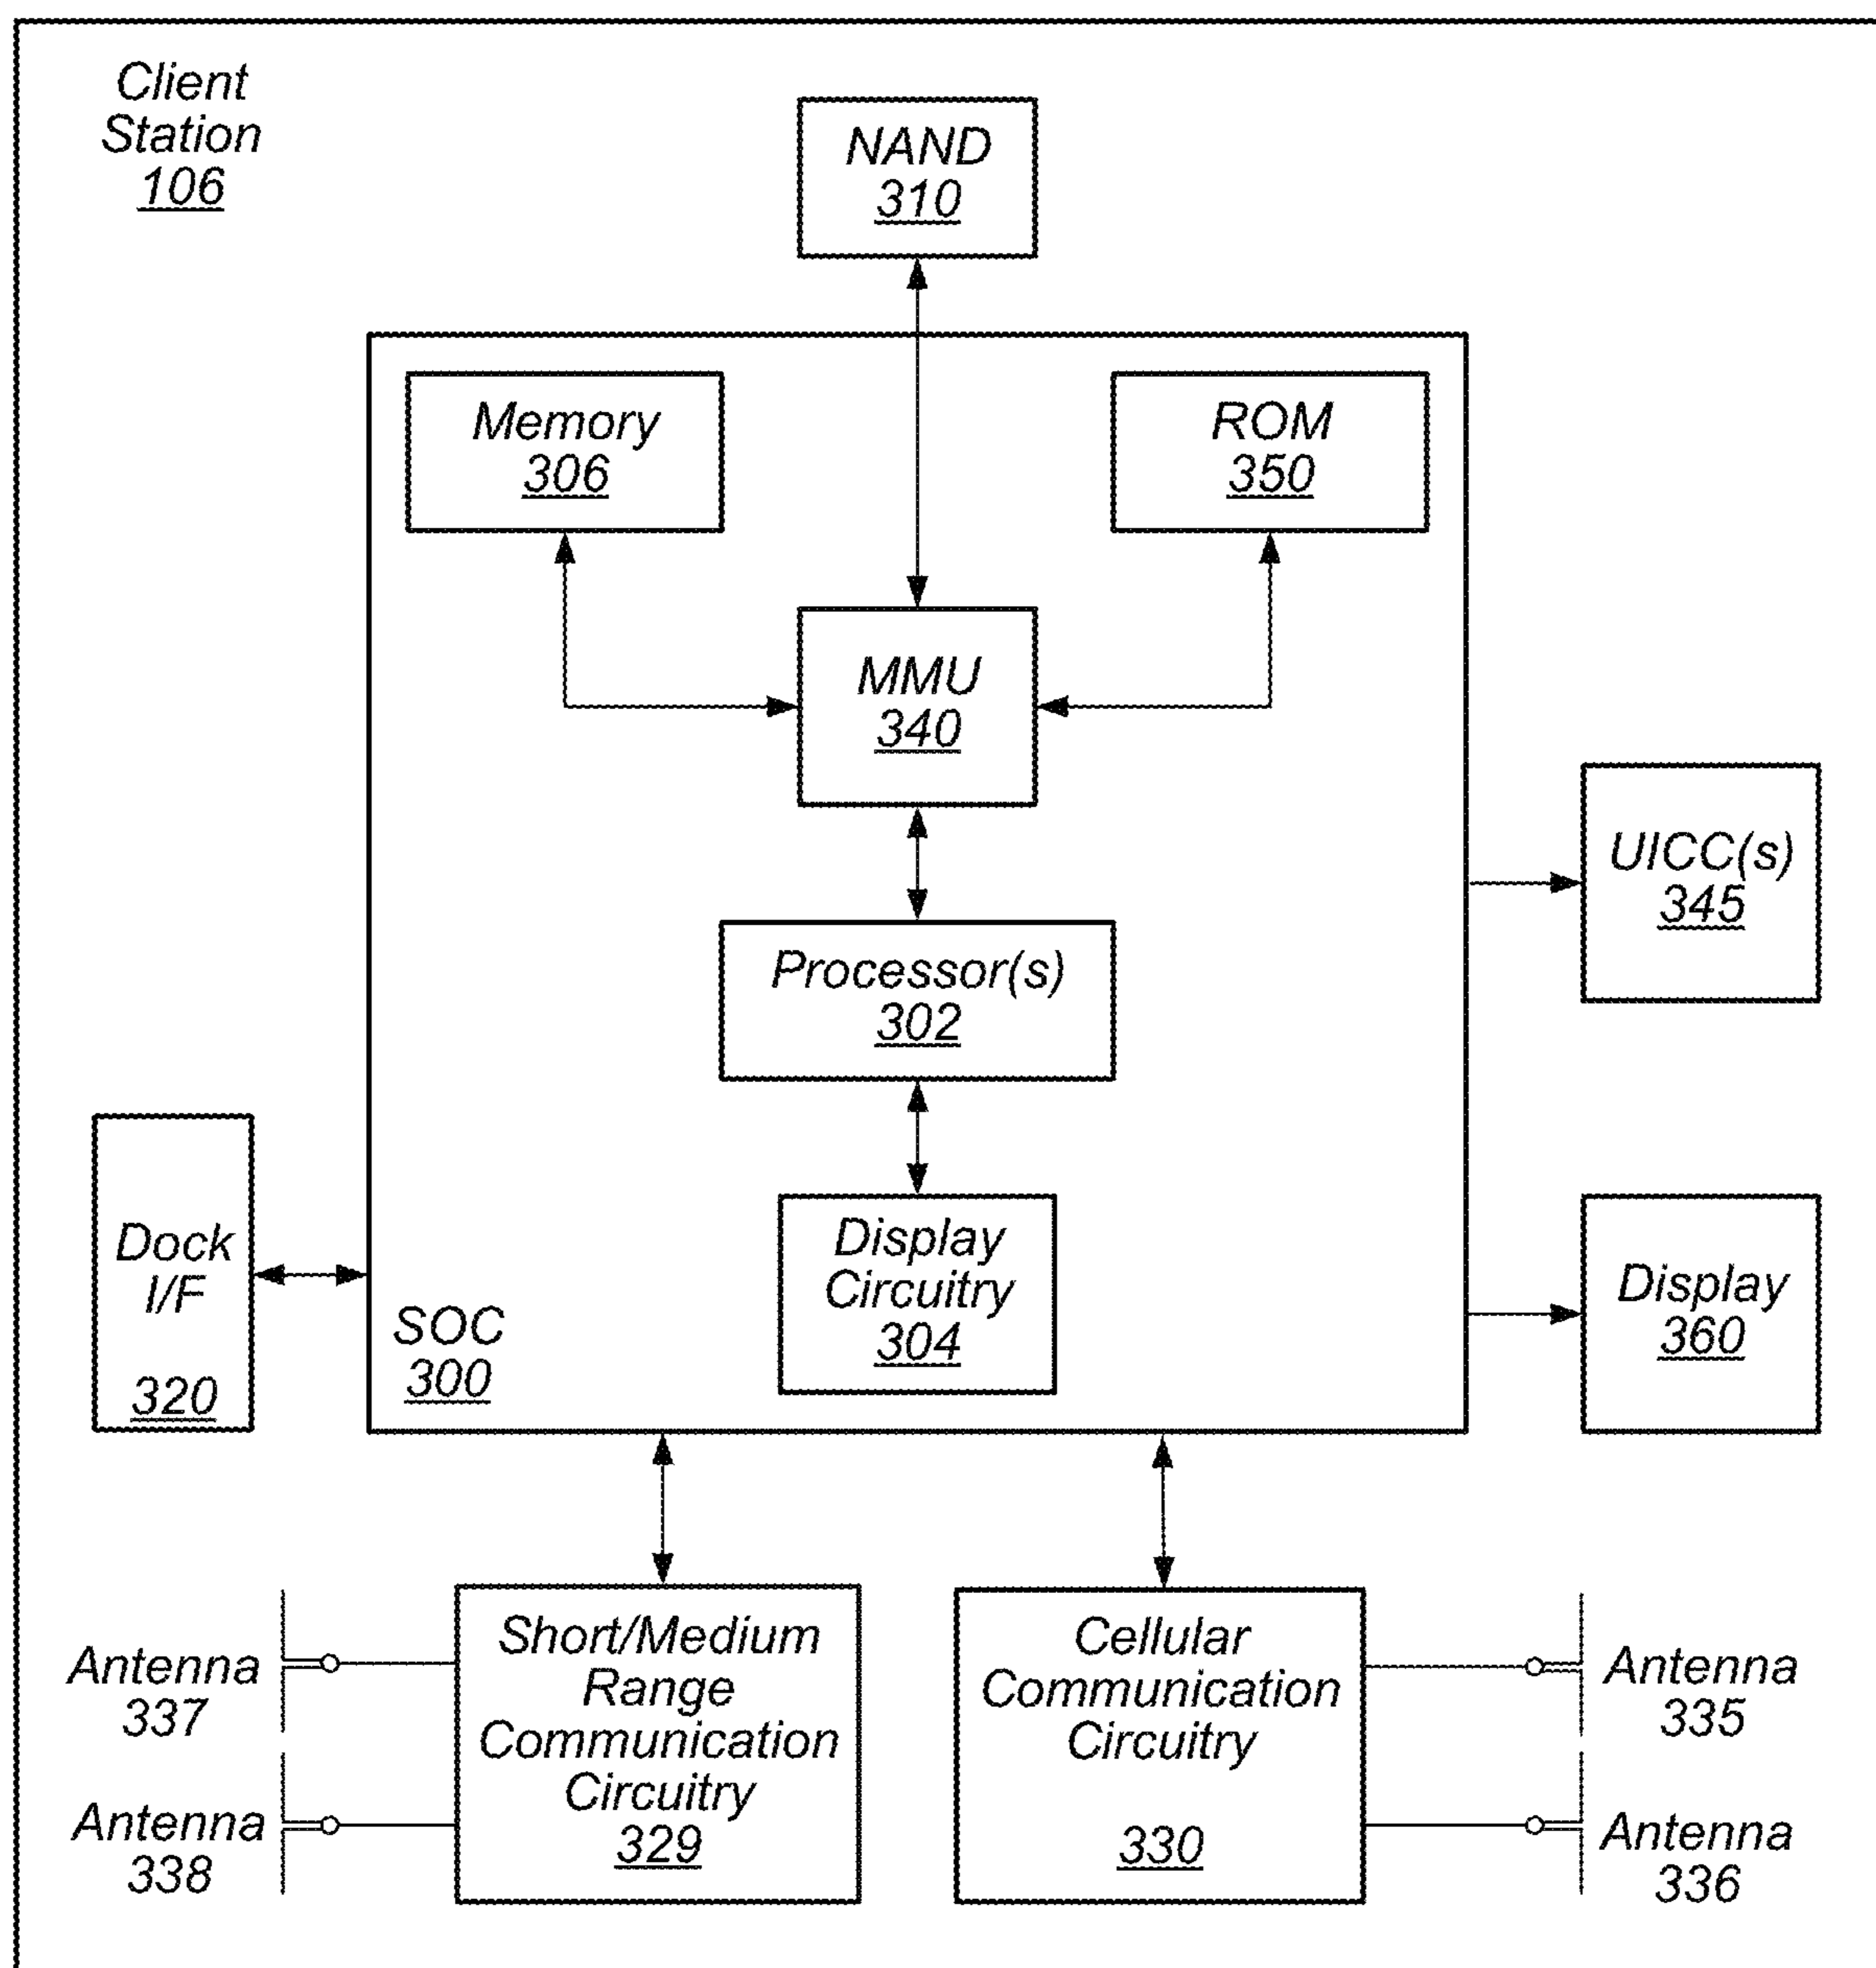 Client
Station
106
NAND
310
Memory
306
ROM
350
MMU
340
UICC(s)
345
Processor(s)
302
Dock
I/F
320
Display
Circuitry
304
SOC
300
Display
360
Short/Medium
Range
Communication
Circuitry
329
Cellular
Communication
Circuitry
330
Antenna
337
Antenna
338
Antenna
335
Antenna
336